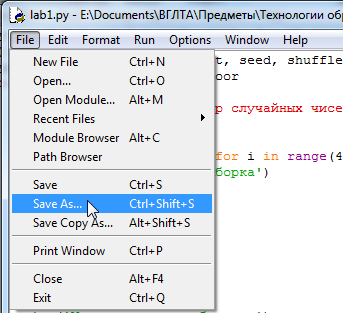 lab1.py - E:\Documents\ВГЛТА\Предметы\Технологии
File Edit Format Run Options Window Help
New File Ctrl+N
Open... Ctrl+O
Open Module... Alt+M
Recent Files
Module Browser Alt+C
Path Browser
Save Ctrl+S
Save As... Ctrl+Shift+S
Save Copy As... Alt+Shift+S
Print Window Ctrl+P
Close Alt+F4
Exit Ctrl+Q
t, seed, shuffle
oor
р случайных чисе
for i in range(4
борка')